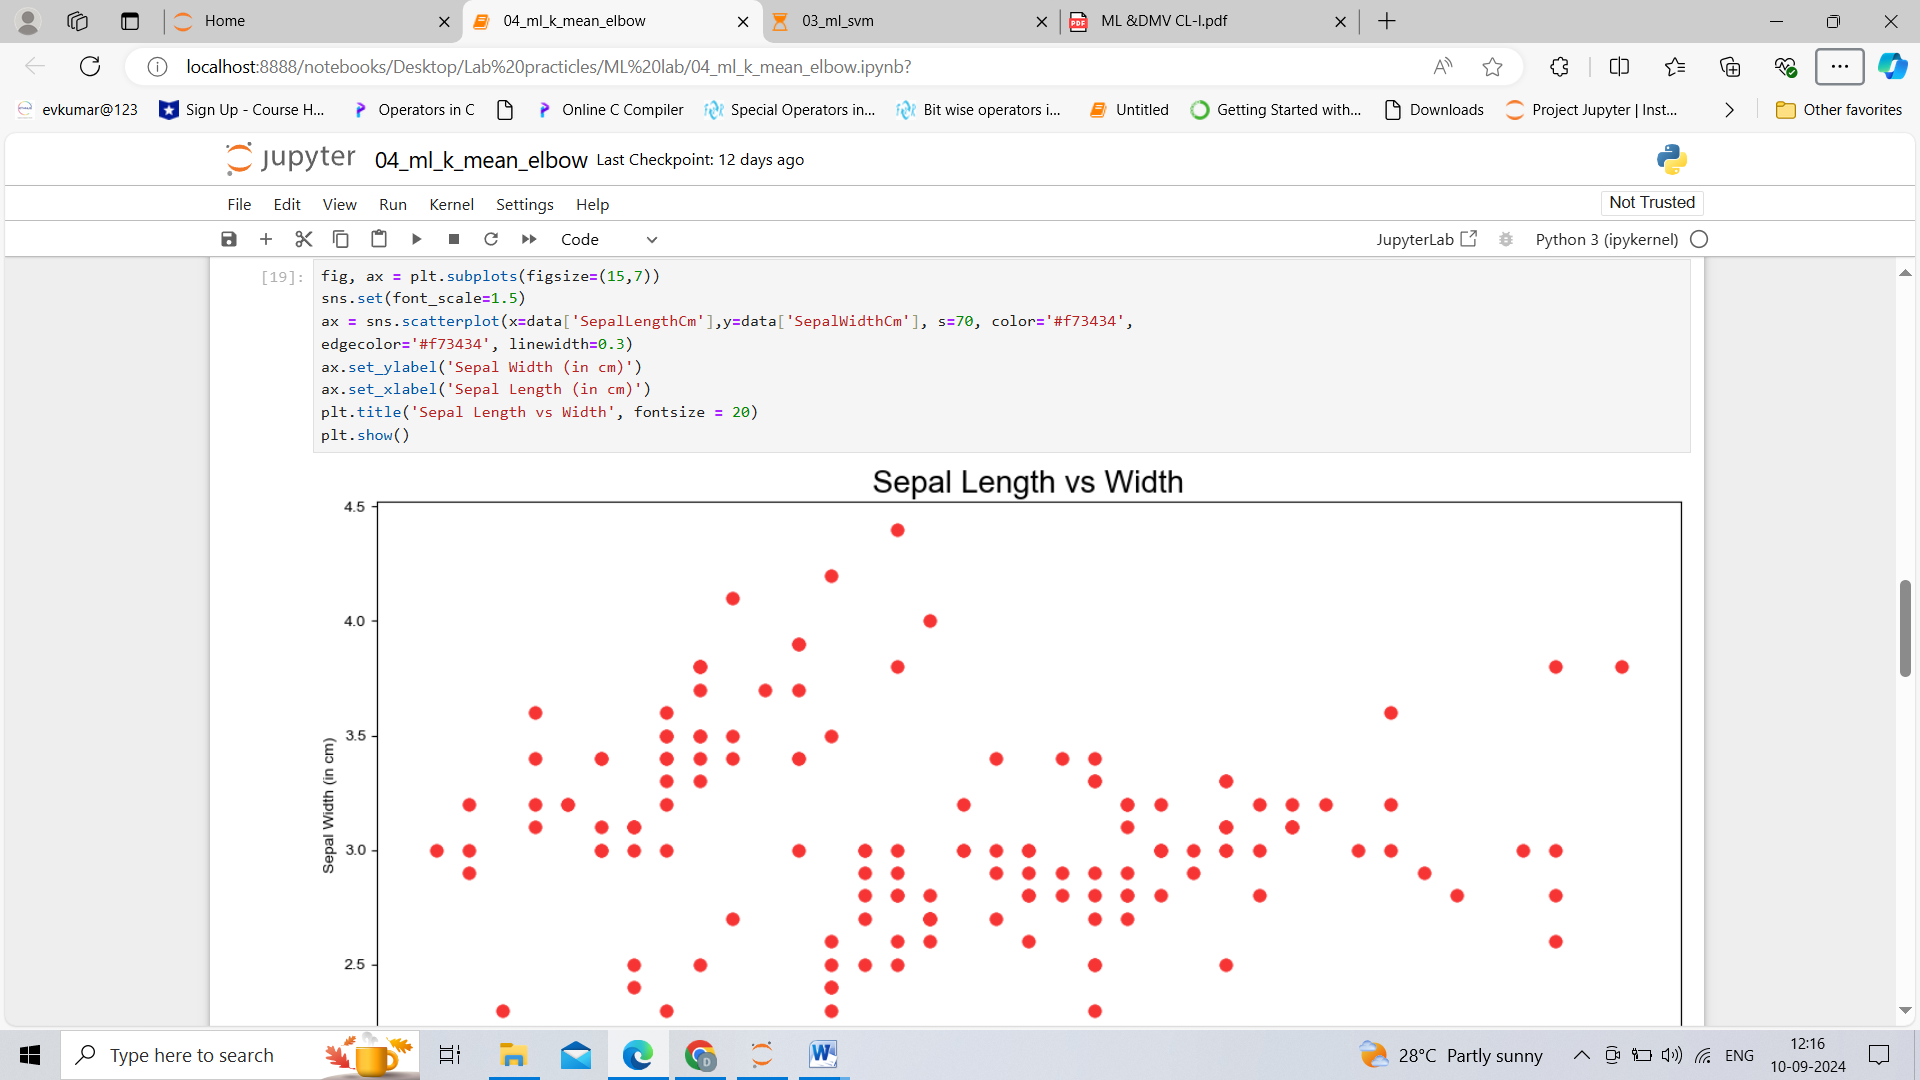 Home
04_ml_k_mean_elbow
03_ml_svm
ML &DMV CL-I.pdf
localhost:8888/notebooks/Desktop/Lab%20practicles/ML%20lab/04_ml_k_mean_elbow.ipynb?
evkumar@123
Sign Up - Course H...
Operators in C
Online C Compiler
Special Operators in...
Bit wise operators i...
Untitled
Getting Started with...
Downloads
Project Jupyter | Inst...
Other favorites
jupyter 04_ml_k_mean_elbow Last Checkpoint: 12 days ago
File Edit View Run Kernel Settings Help
Not Trusted
Code
JupyterLab
Python 3 (ipykernel)
[19]:
fig, ax = plt.subplots(figsize=(15,7))
sns.set(font_scale=1.5)
ax = sns.scatterplot(x=data['SepalLengthCm'],y=data['SepalWidthCm'], s=70, color='#f73434',
edgecolor='#f73434', linewidth=0.3)
ax.set_ylabel('Sepal Width (in cm)')
ax.set_xlabel('Sepal Length (in cm)')
plt.title('Sepal Length vs Width', fontsize = 20)
plt.show()
Sepal Length vs Width
4.5
4.0
3.5
3.0
2.5
Sepal Width (in cm)
Type here to search
28°C Partly sunny
ENG
12:16
10-09-2024